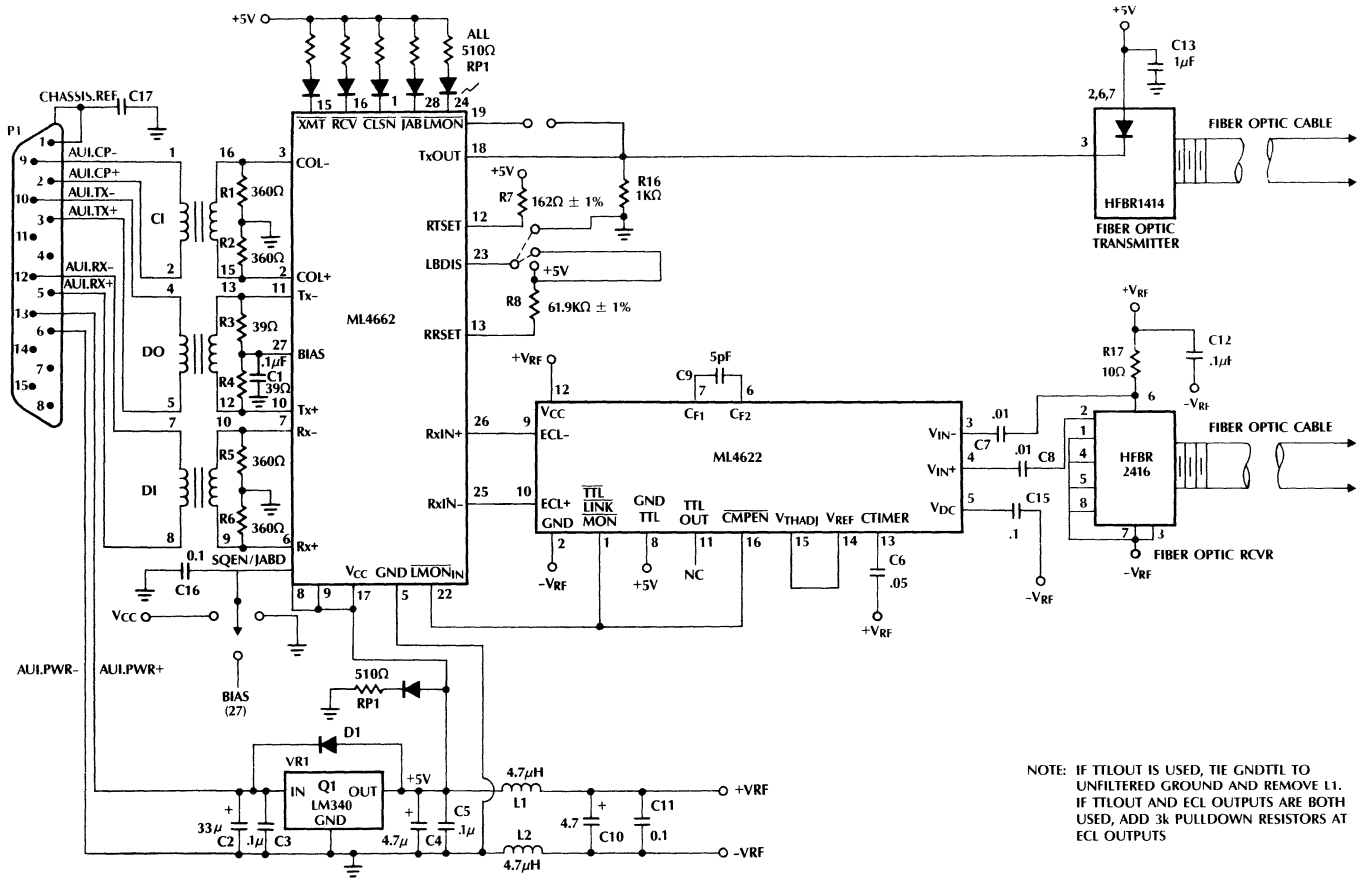 +5V
ALL
510Ω
RP1
+5V
C13
1µF
CHASSIS.REF
C17
15
16
1
28
24
2,6,7
P1
XMT
RCV
CLSN
JAB
LMON
19
FIBER OPTIC CABLE
1
9
AUI.CP-
1
16
3
COL-
TxOUT
18
3
2
AUI.CP+
R1
360Ω
+5V
R7
162Ω ± 1%
R16
1KΩ
10
AUI.TX-
3
AUI.TX+
CI
RTSET
12
HFBR1414
11
FIBER OPTIC
TRANSMITTER
4
R2
360Ω
LBDIS
23
12
AUI.RX-
2
15
2
COL+
+5V
5
AUI.RX+
4
13
11
Tx-
R8
61.9KΩ ± 1%
+VRF
13
ML4662
R3
39Ω
6
RRSET
13
14
DO
27
BIAS
R17
10Ω
C12
.1µF
7
.1µF
C1
+VRF
5pF
15
R4
39Ω
C9
7
6
-VRF
8
5
12
10
Tx+
12
VCC
CF1
CF2
6
7
10
7
Rx-
RxIN+
26
9
ECL-
VIN-
3
.01
C7
2
1
FIBER OPTIC CABLE
R5
360Ω
ML4622
VIN+
4
.01
C8
4
HFBR
2416
DI
5
RxIN-
25
10
ECL+
TTL
LINK
MON
GND
TTL
TTL
OUT
CMPEN
VTHADJ
VREF
CTIMER
VDC
5
C15
.1
8
R6
360Ω
GND
8
9
6
Rx+
7
3
2
1
8
11
16
15
14
13
FIBER OPTIC RCVR
0.1
SQEN/JABD
C6
.05
-VRF
C16
VCC
GND
LMONIN
-VRF
+5V
NC
-VRF
8
9
17
5
22
VCC
+VRF
AUI.PWR-
AUI.PWR+
510Ω
RP1
BIAS
(27)
D1
VR1
4.7µH
IN
Q1
OUT
+5V
L1
+VRF
LM340
GND
+
33µ
C2
.1µ
C3
+
4.7µ
C4
C5
.1µ
+
4.7
C10
C11
0.1
L2
-VRF
4.7µH
NOTE: IF TTLOUT IS USED, TIE GNDTTL TO
UNFILTERED GROUND AND REMOVE L1.
IF TTLOUT AND ECL OUTPUTS ARE BOTH
USED, ADD 3k PULLDOWN RESISTORS AT
ECL OUTPUTS